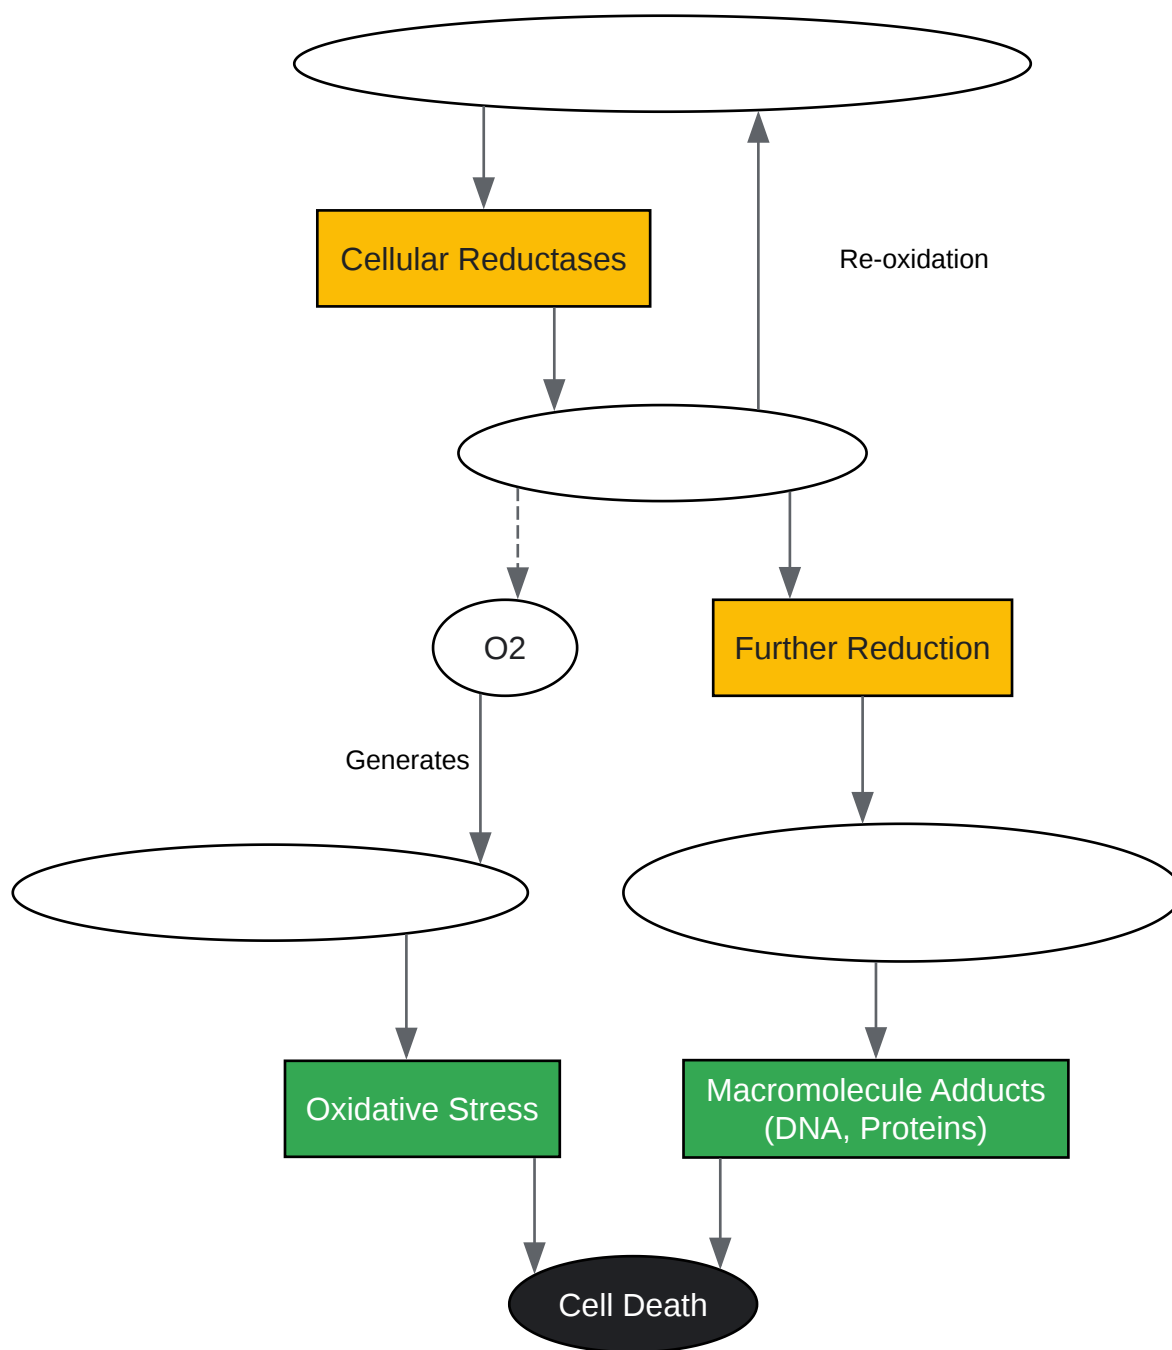 Cellular Reductases
Re-oxidation
O2
Further Reduction
Generates
Oxidative Stress
Macromolecule Adducts
(DNA, Proteins)
Cell Death